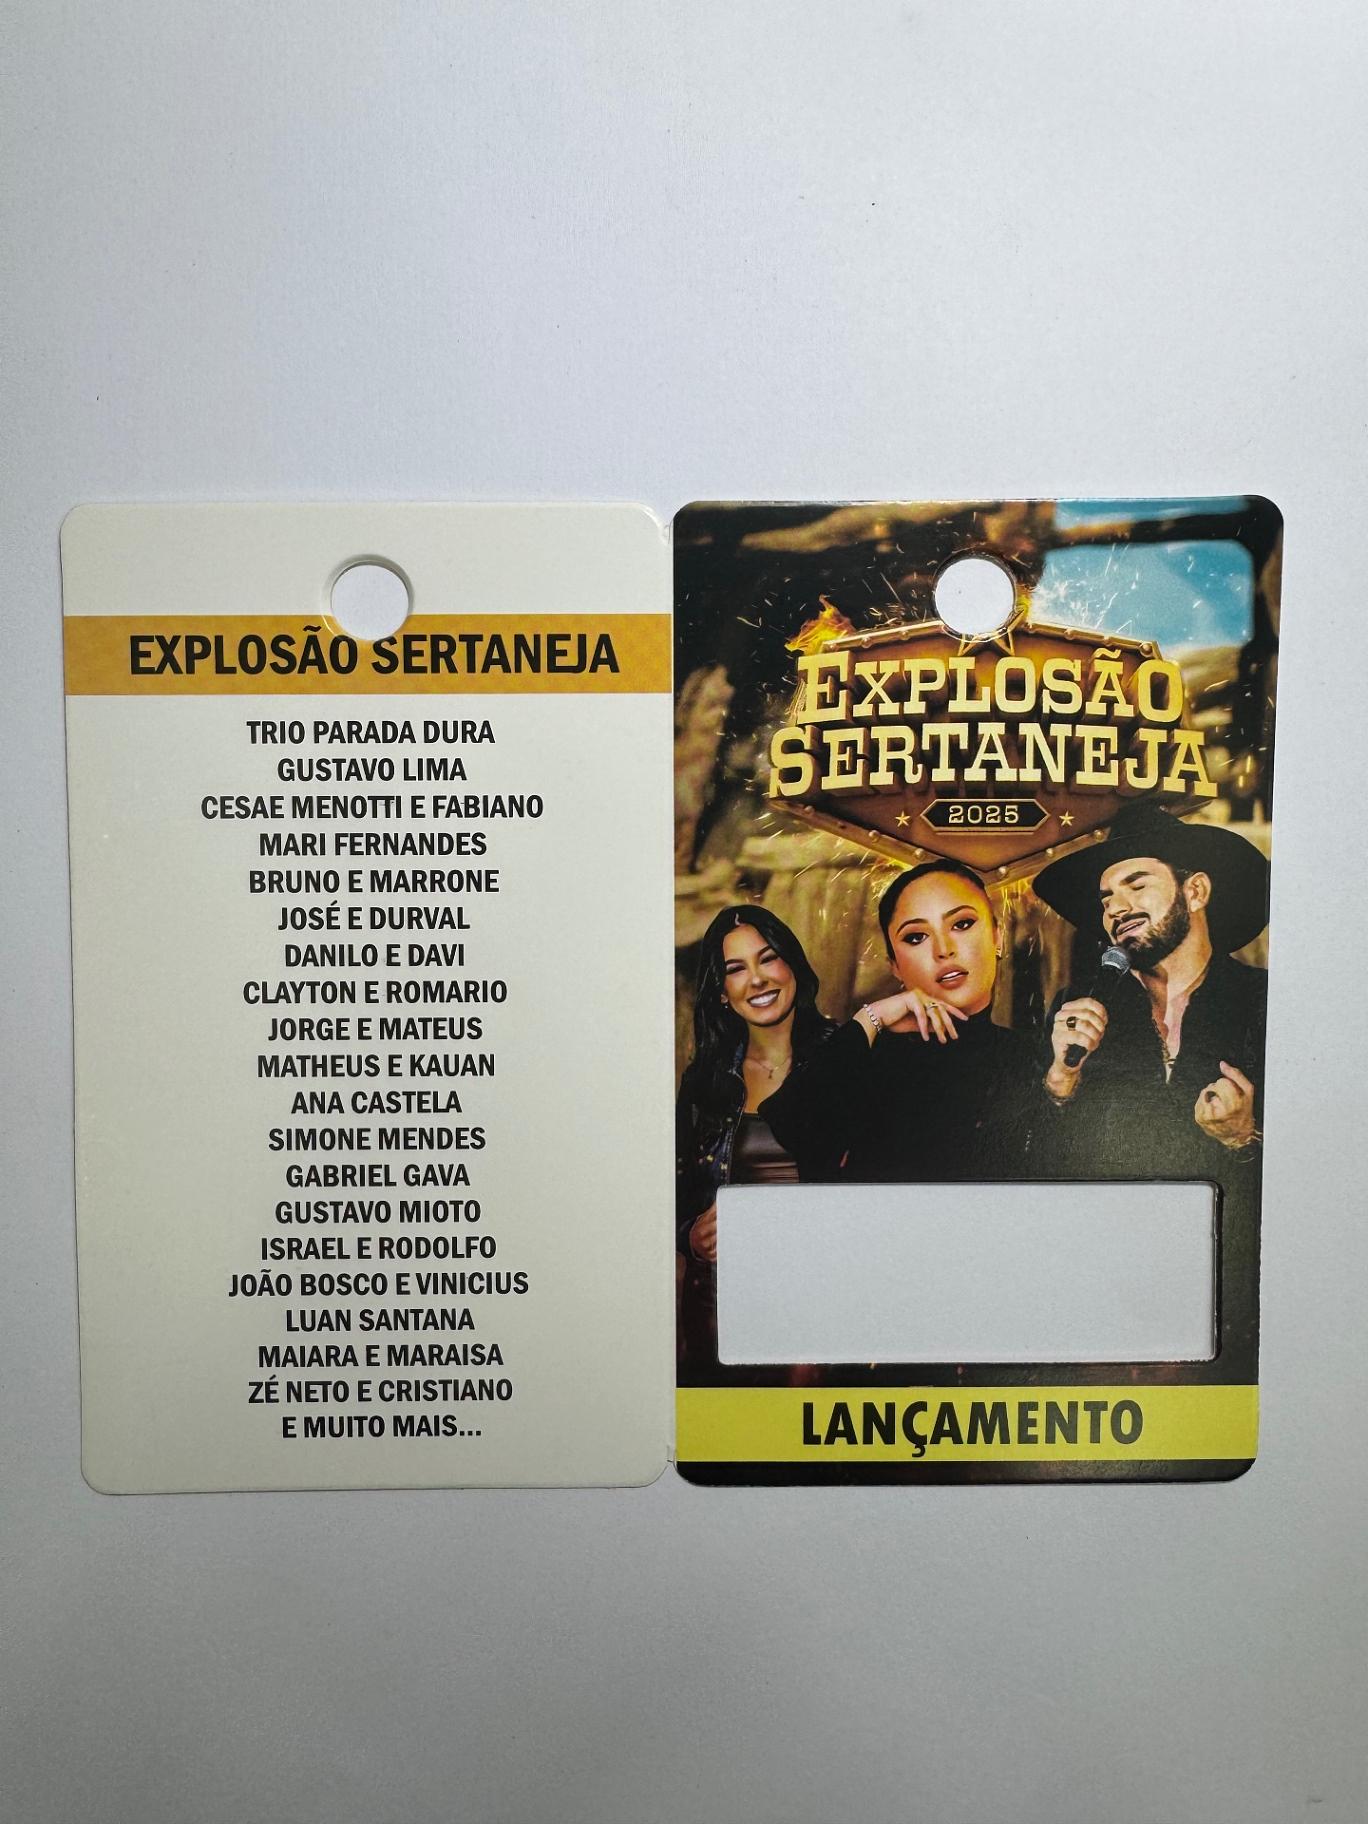 EXPLOSÃO SERTANEJA
TRIO PARADA DURA
GUSTAVO LIMA
CESAE MENOTTI E FABIANO
MARI FERNANDES
BRUNO E MARRONE
JOSÉ E DURVAL
DANILO E DAVI
CLAYTON E ROMARIO
JORGE E MATEUS
MATHEUS E KAUAN
ANA CASTELA
SIMONE MENDES
GABRIEL GAVA
GUSTAVO MIOTO
ISRAEL E RODOLFO
JOÃO BOSCO E VINICIUS
LUAN SANTANA
MAIARA E MARAISA
ZÉ NETO E CRISTIANO
E MUITO MAIS...
EXPLOSÃO
SERTANEJA
2025
LANÇAMENTO